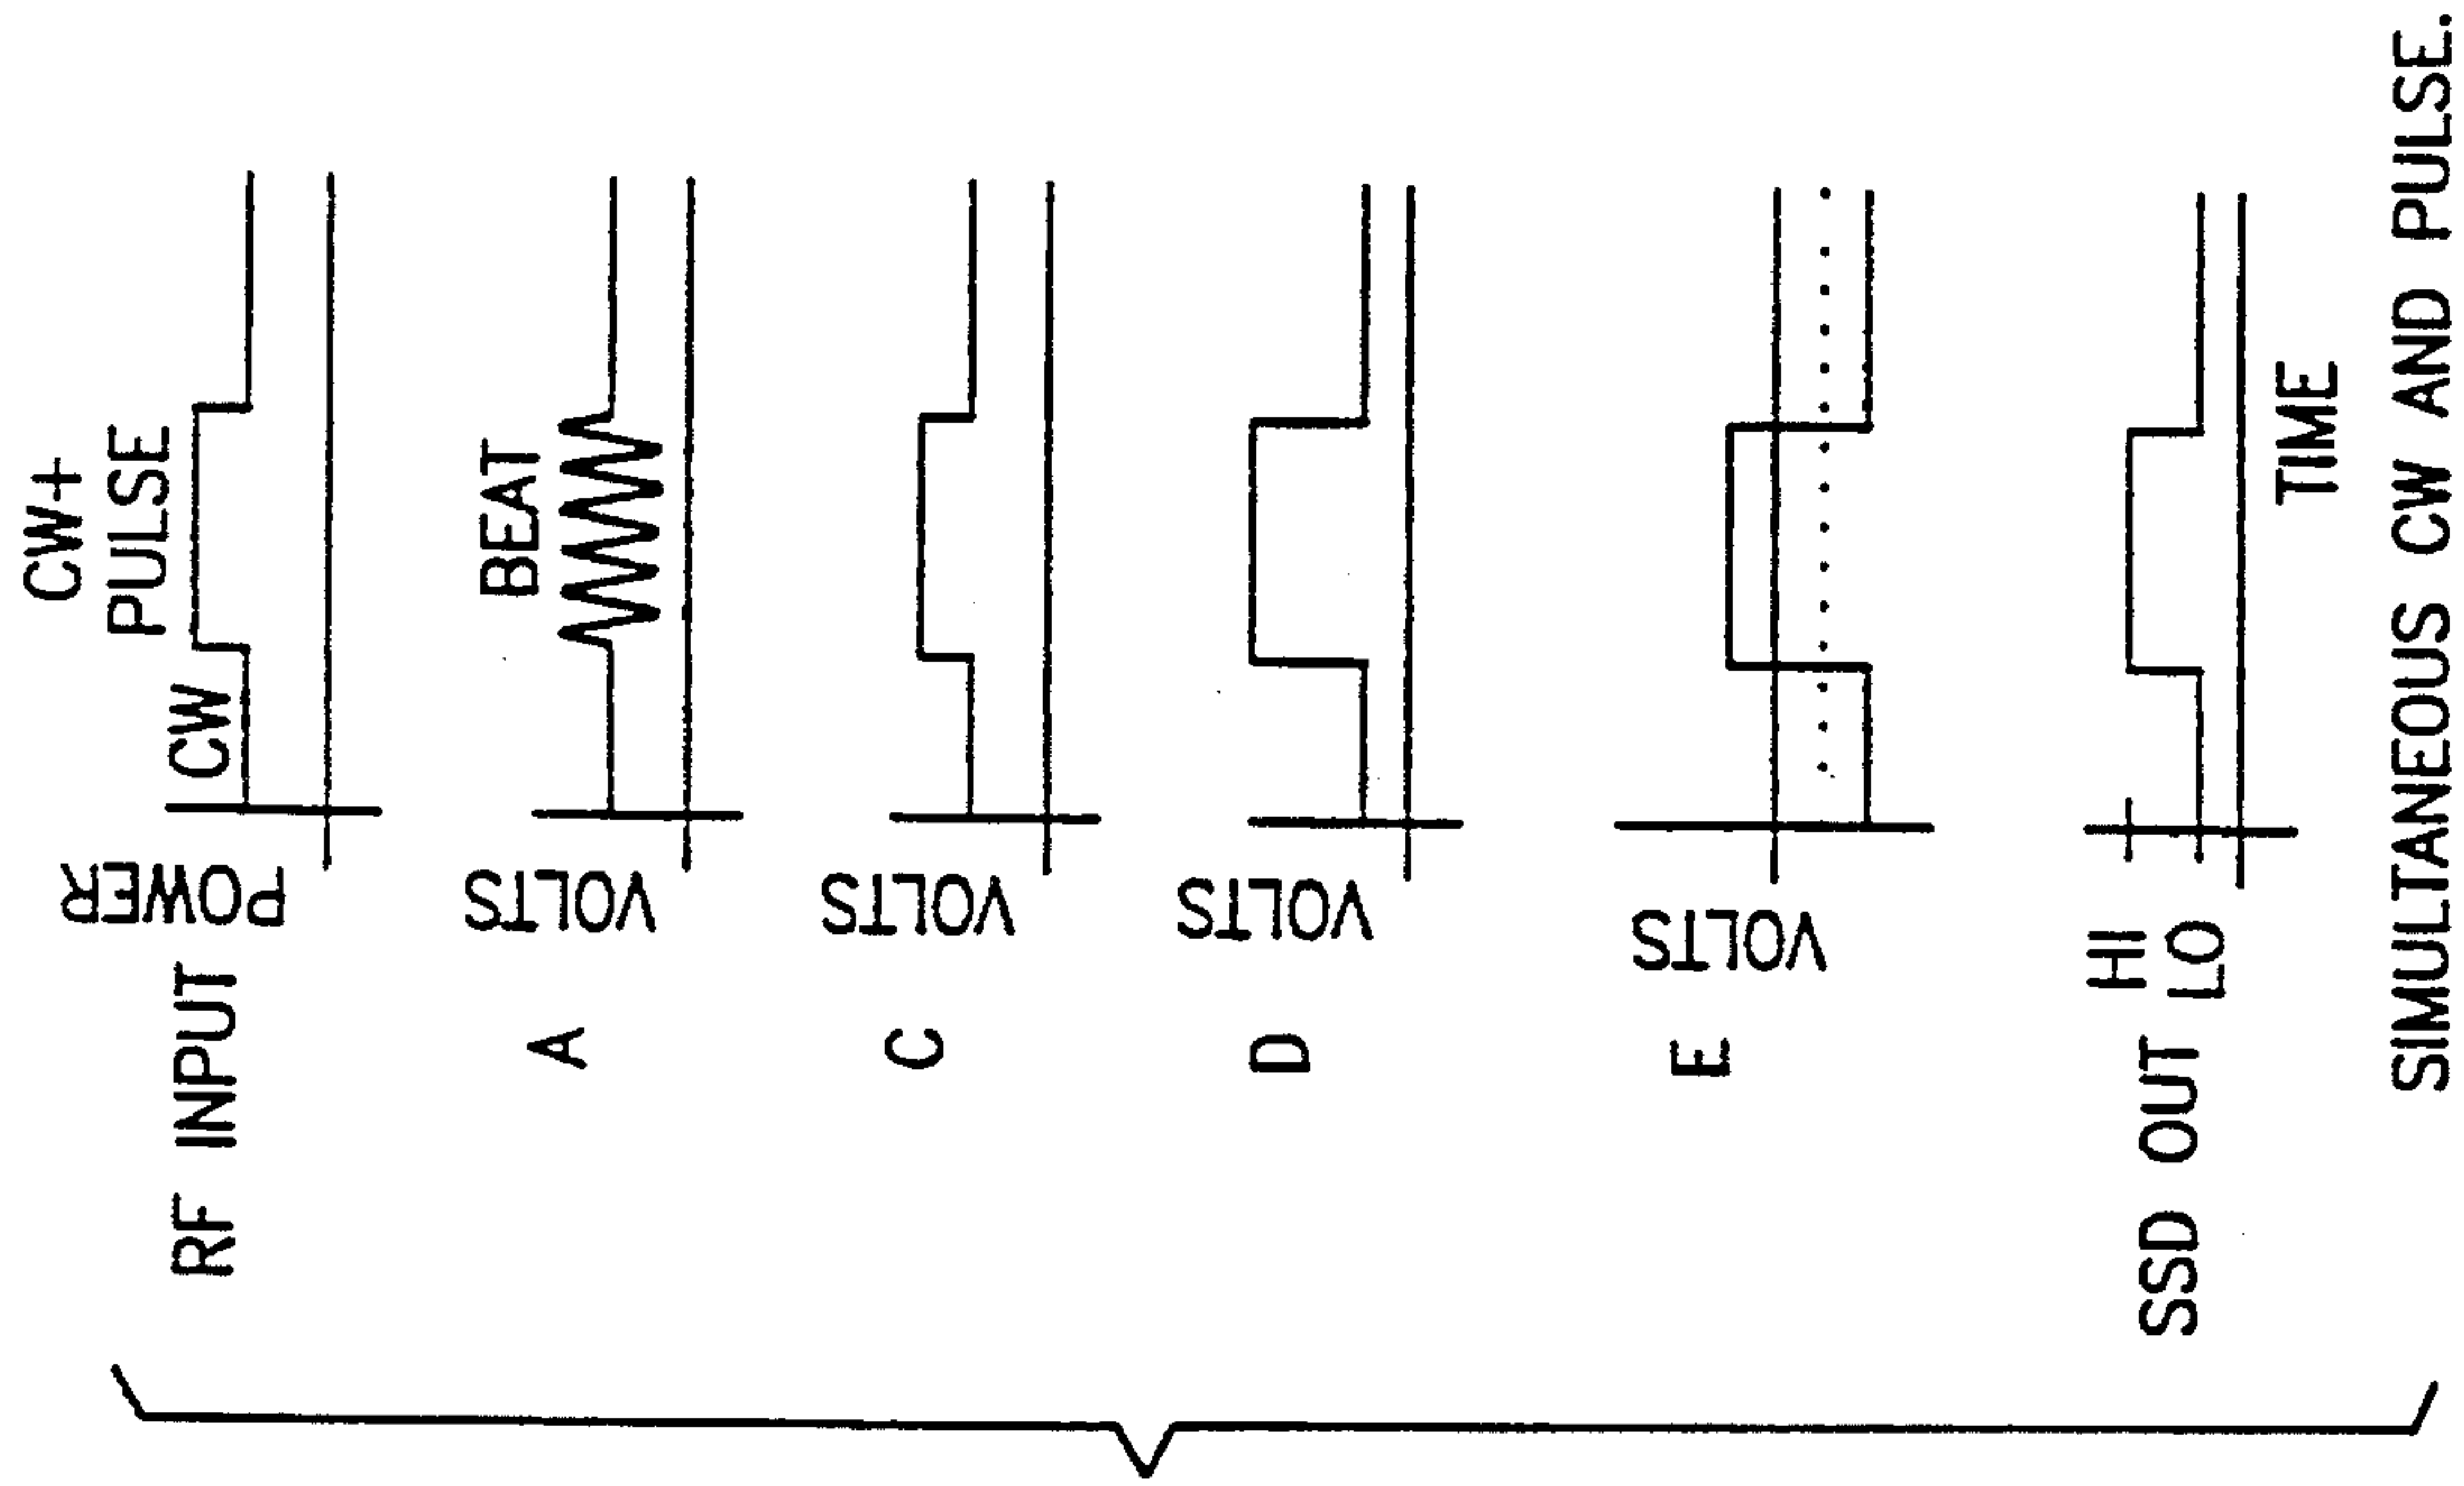 CW+
PULSE
CW
RF INPUT
POWER
BEAT
A
VOLTS
C
VOLTS
D
VOLTS
E
VOLTS
SSD OUT
HI
LO
TIME
SIMULTANEOUS CW AND PULSE.